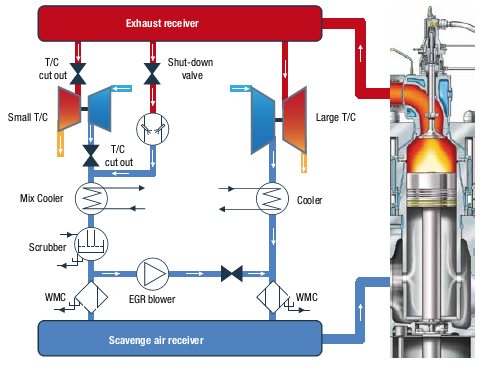 Exhaust receiver
T/C
cut out
Shut-down
valve
Small T/C
Large T/C
T/C
cut out
Mix Cooler
Cooler
Scrubber
WMC
EGR blower
WMC
Scavenge air receiver